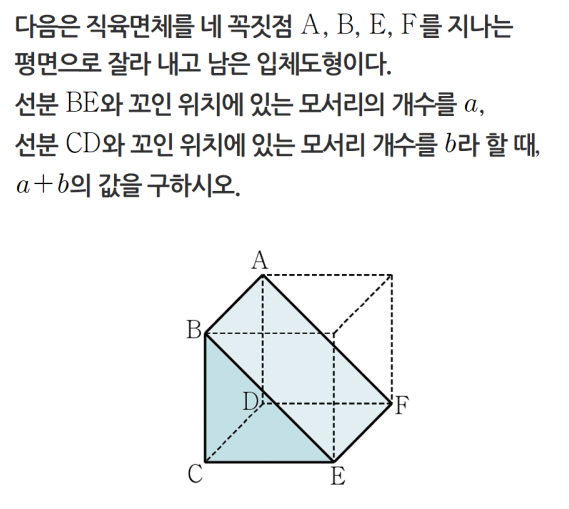 다음은 직육면체를 네 꼭짓점 A, B, E, F를 지나는
평면으로 잘라 내고 남은 입체도형이다.
선분 BE와 꼬인 위치에 있는 모서리의 개수를 a,
선분 CD와 꼬인 위치에 있는 모서리 개수를 b라 할 때,
a+b의 값을 구하시오.
A
B
D
F
C
E